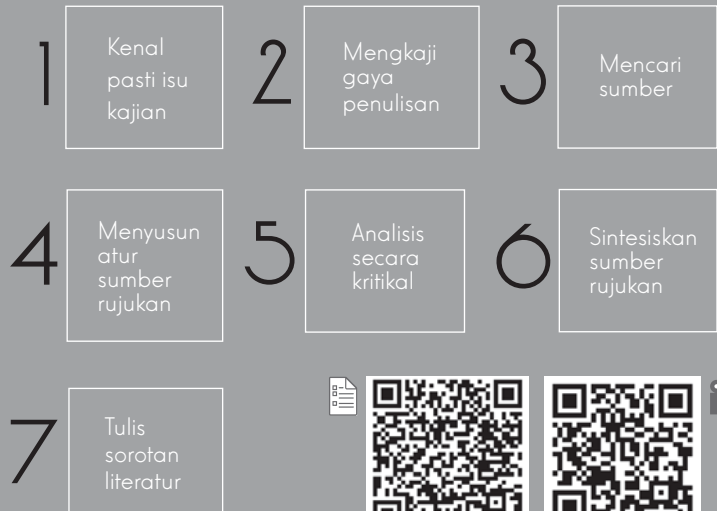 1
Kenal
pasti isu
kajian
2
Mengkaji
gaya
penulisan
3
Mencari
sumber
4
Menyusun
atur
sumber
rujukan
5
Analisis
secara
kritikal
6
Sintesiskan
sumber
rujukan
7
Tulis
sorotan
literatur